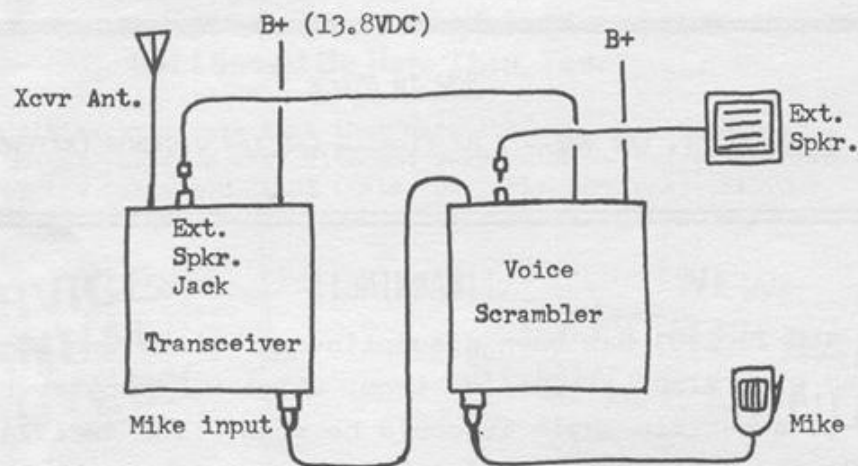 B+ (13.8VDC)
B+
Xcvr Ant.
Ext.
Spkr.
Ext.
Spkr.
Jack
Transceiver
Voice
Scrambler
Mike input
Mike